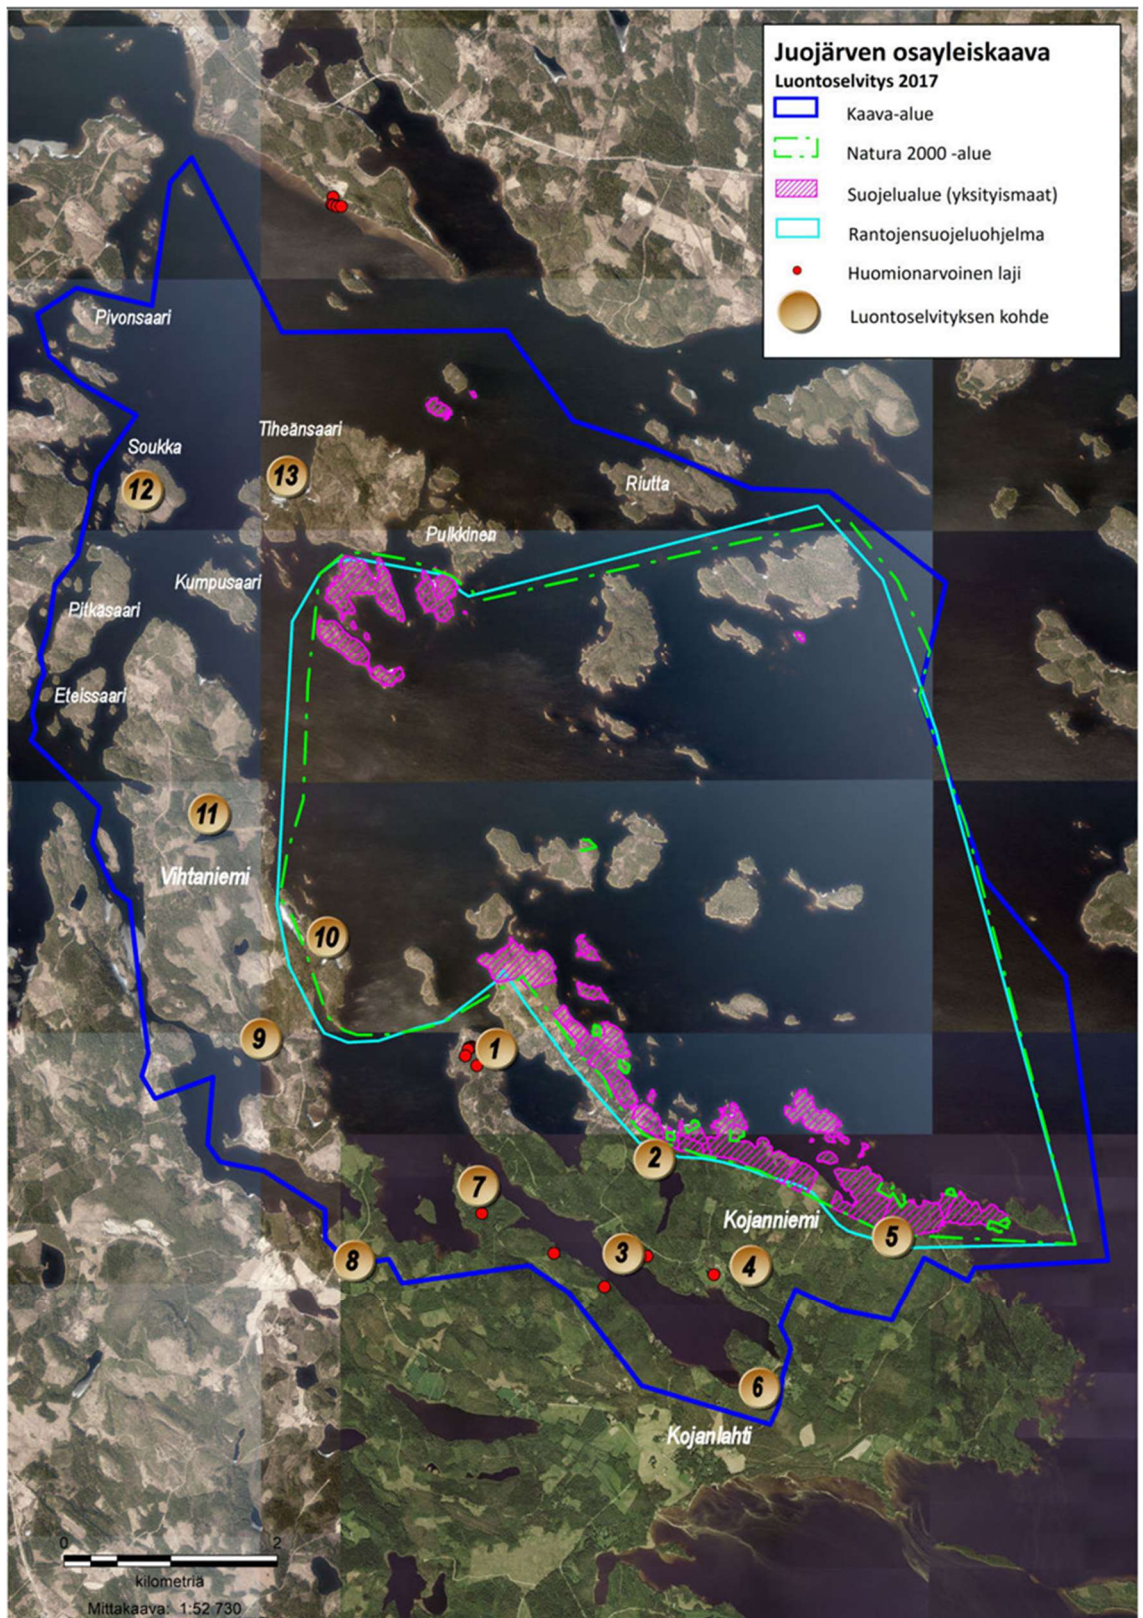 Juojärven osayleiskaava
Luontoselvitys 2017
Kaava-alue
Natura 2000 -alue
Suojelualue (yksityismaat)
Rantojensuojeluohjelma
Huomionarvoinen laji
Luontoselvityksen kohde
Pivonsaari
Tiheänsaari
Soukka
13
12
Riutta
Pulkkinen
Kumpusaari
Pitkäsaari
Eteissaari
11
Vihtaniemi
10
9
1
2
7
Kojanniemi
5
3
8
4
6
Kojanlahti
0 2
kilometriä
Mittakaava: 1:52 730